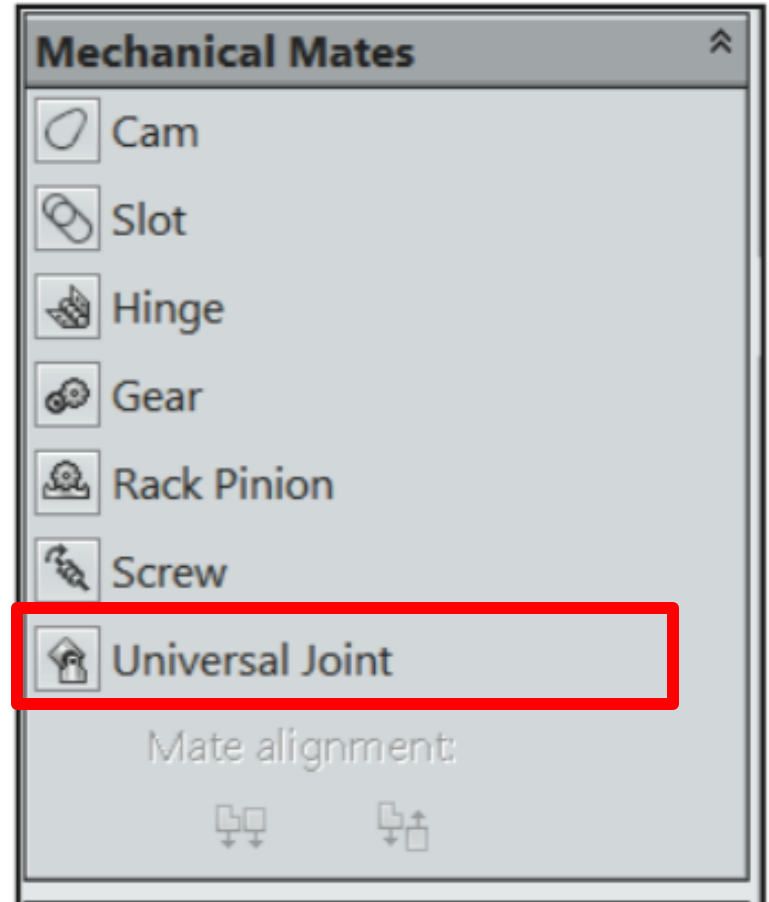 Mechanical Mates
Cam
Slot
Hinge
Gear
Rack Pinion
Screw
Universal Joint
Mate alignment: